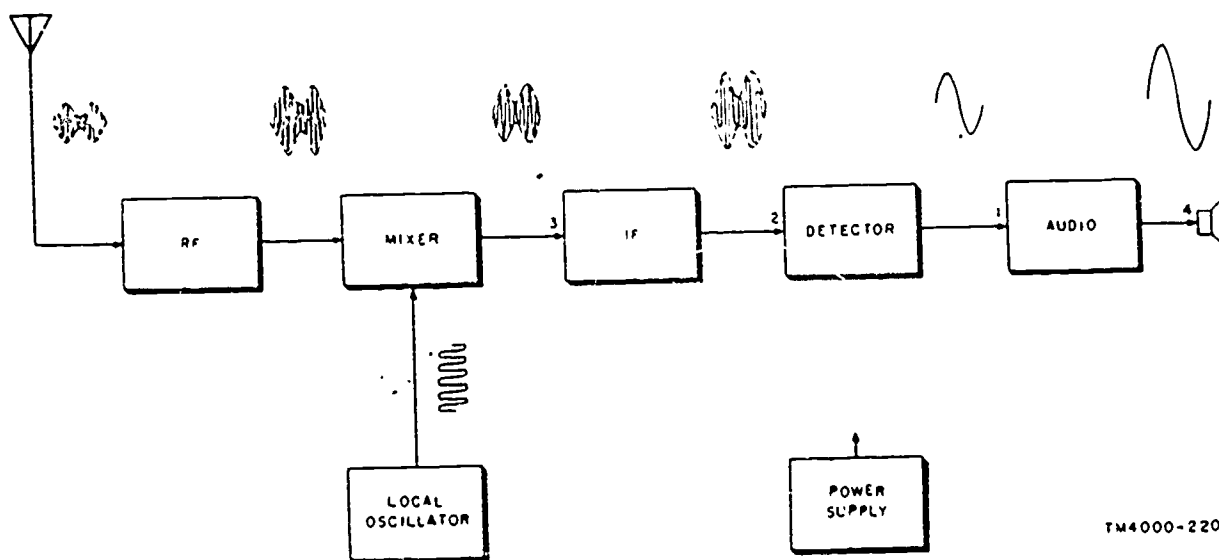 RF
MIXER
3
IF
2
DETECTOR
1
AUDIO
4
LOCAL
OSCILLATOR
POWER
SUPPLY
TM4000-220